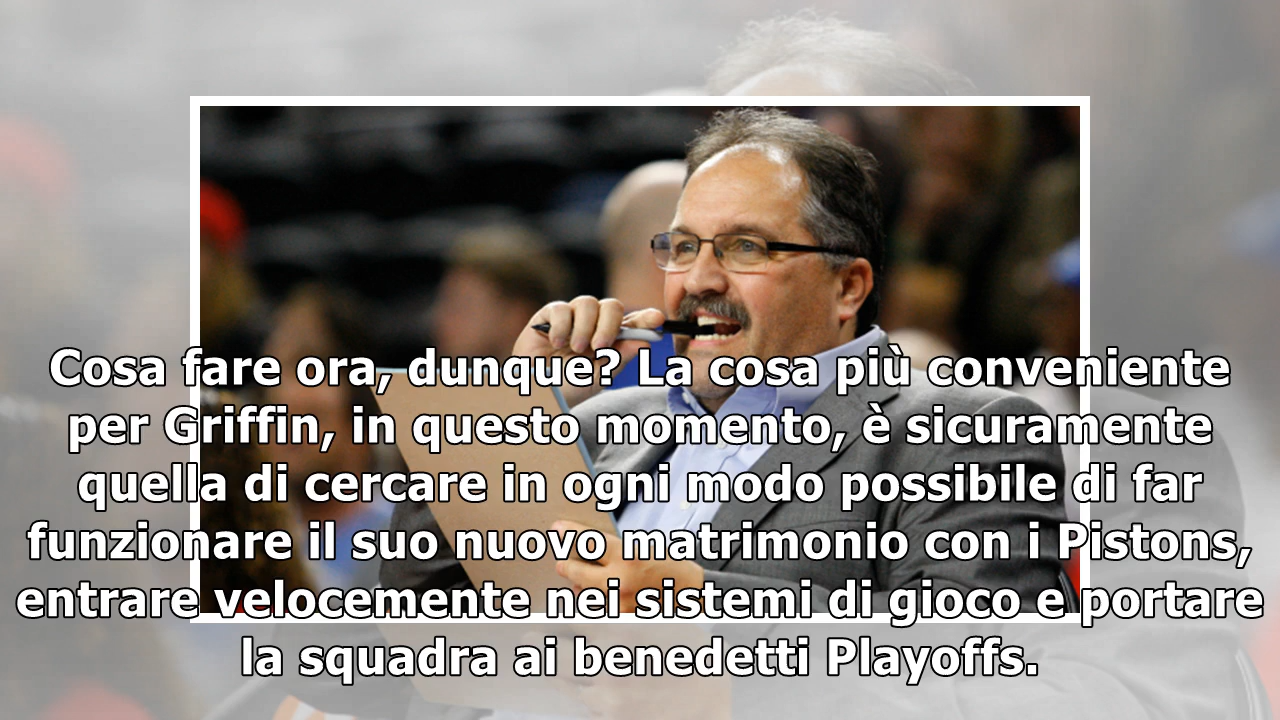 Cosa fare ora, dunque? La cosa più conveniente
per Griffin, in questo momento, è sicuramente
quella di cercare in ogni modo possibile di far
funzionare il suo nuovo matrimonio con i Pistons,
entrare velocemente nei sistemi di gioco e portare
la squadra ai benedetti Playoffs.